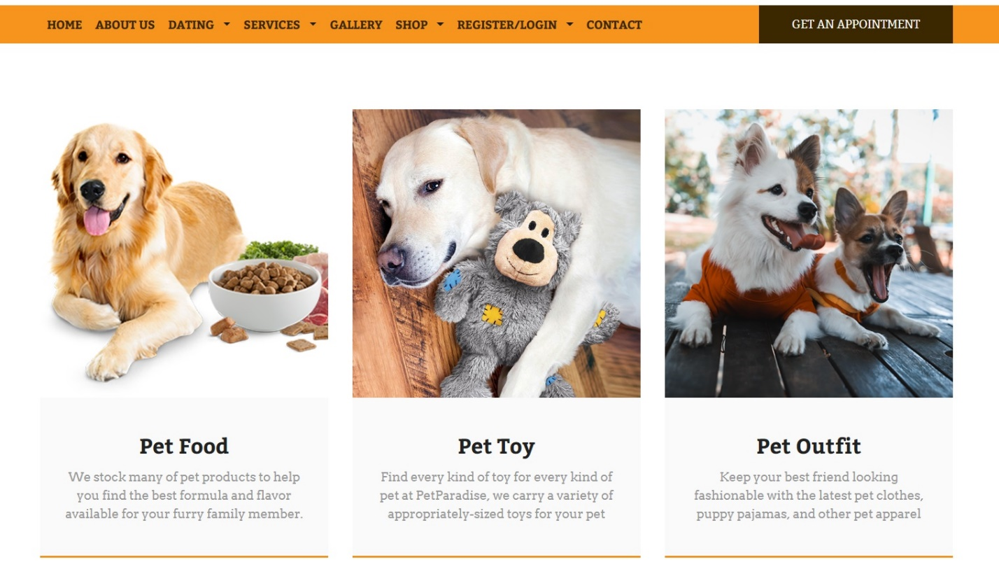 HOME ABOUT US DATING SERVICES GALLERY SHOP REGISTER/LOGIN CONTACT GET AN APPOINTMENT
Pet Food
We stock many of pet products to help
you find the best formula and flavor
available for your furry family member.
Pet Toy
Find every kind of toy for every kind of
pet at PetParadise, we carry a variety of
appropriately-sized toys for your pet
Pet Outfit
Keep your best friend looking
fashionable with the latest pet clothes,
puppy pajamas, and other pet apparel